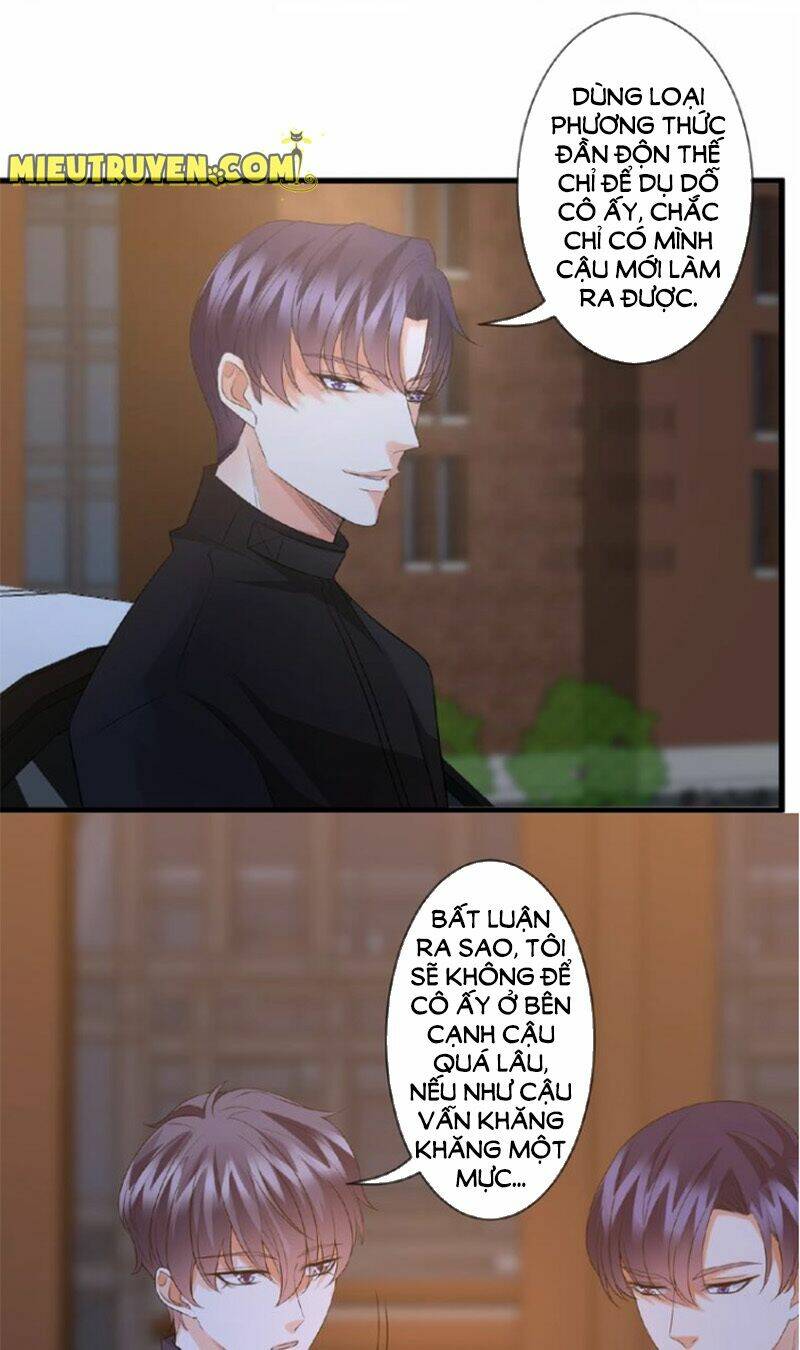 DÙNG LOẠI
PHƯƠNG THỨC
ĐẦN ĐỘN THẾ
CHỈ ĐỂ DỤ DỖ
CÔ ẤY, CHẮC
CHỈ CÓ MÌNH
CẬU MỚI LÀM
RA ĐƯỢC.
MIEUTRUYEN.COM
BẤT LUẬN
RA SAO, TÔI
SẼ KHÔNG ĐỂ
CÔ ẤY Ở BÊN
CẠNH CẬU
QUÁ LÂU,
NẾU NHƯ CẬU
VẤN KHĂNG
KHĂNG MỘT
MỰC...